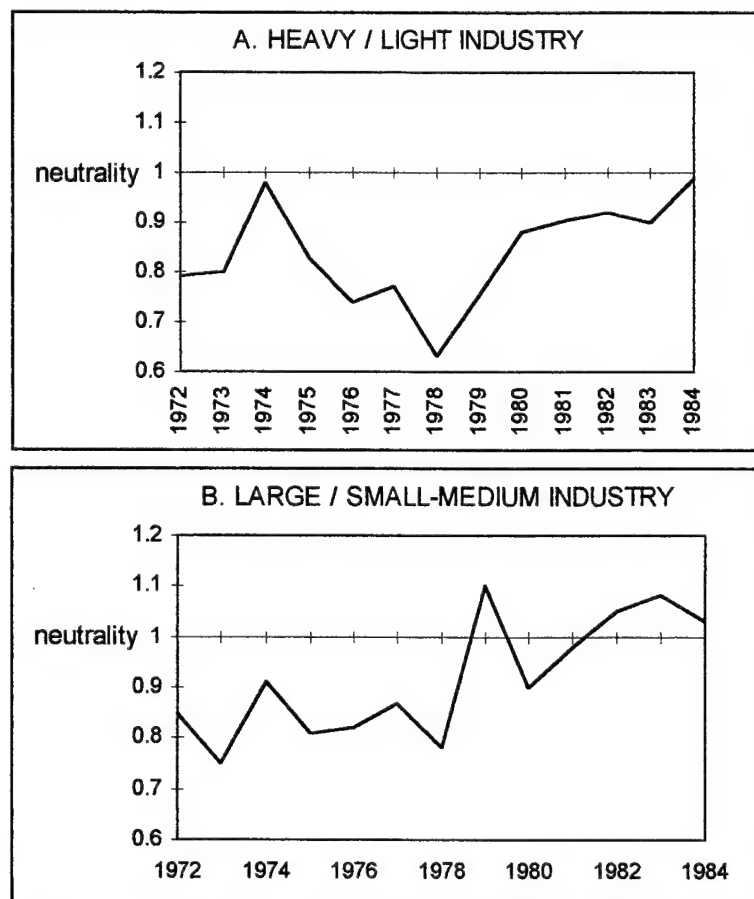 A. HEAVY / LIGHT INDUSTRY
1.2
1.1
neutrality 1
0.9
0.8
0.7
0.6
1972 1973 1974 1975 1976 1977 1978 1979 1980 1981 1982 1983 1984
B. LARGE / SMALL-MEDIUM INDUSTRY
1.2
1.1
neutrality 1
0.9
0.8
0.7
0.6
1972 1974 1976 1978 1980 1982 1984